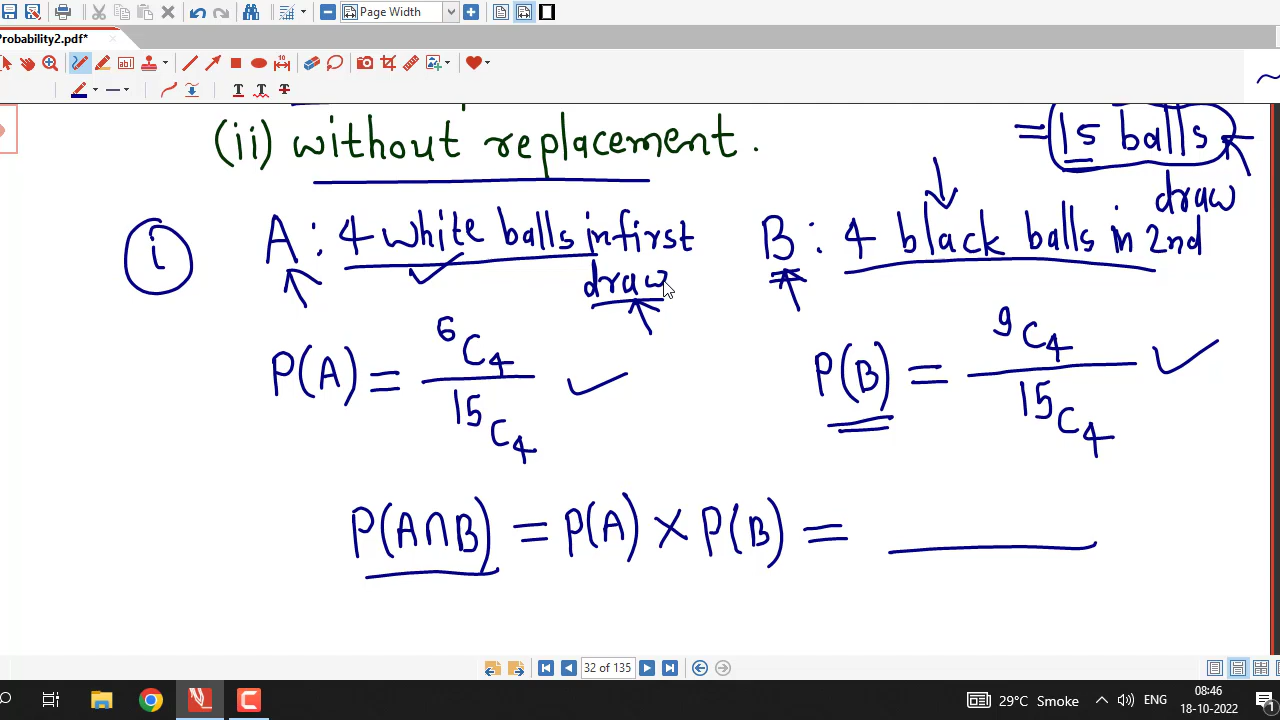 Page Width
Probability2.pdf*
(ii) without replacement.
= 15 balls
draw
i
A : 4 white balls in first
draw
B : 4 black balls in 2nd
P(A) = ⁶C₄ / ¹⁵C₄
P(B) = ⁹C₄ / ¹⁵C₄
P(A∩B) = P(A) × P(B) =
32 of 135
29°C Smoke
ENG
08:46
18-10-2022